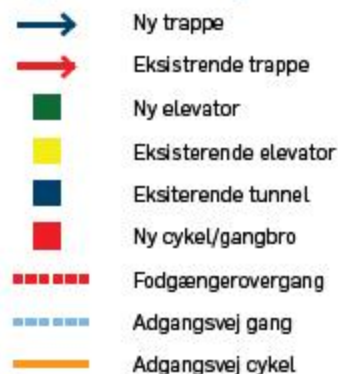 Ny trappe
Eksistrende trappe
Ny elevator
Eksisterende elevator
Eksiterende tunnel
Ny cykel/gangbro
Fodgængerovergang
Adgangsvej gang
Adgangsvej cykel